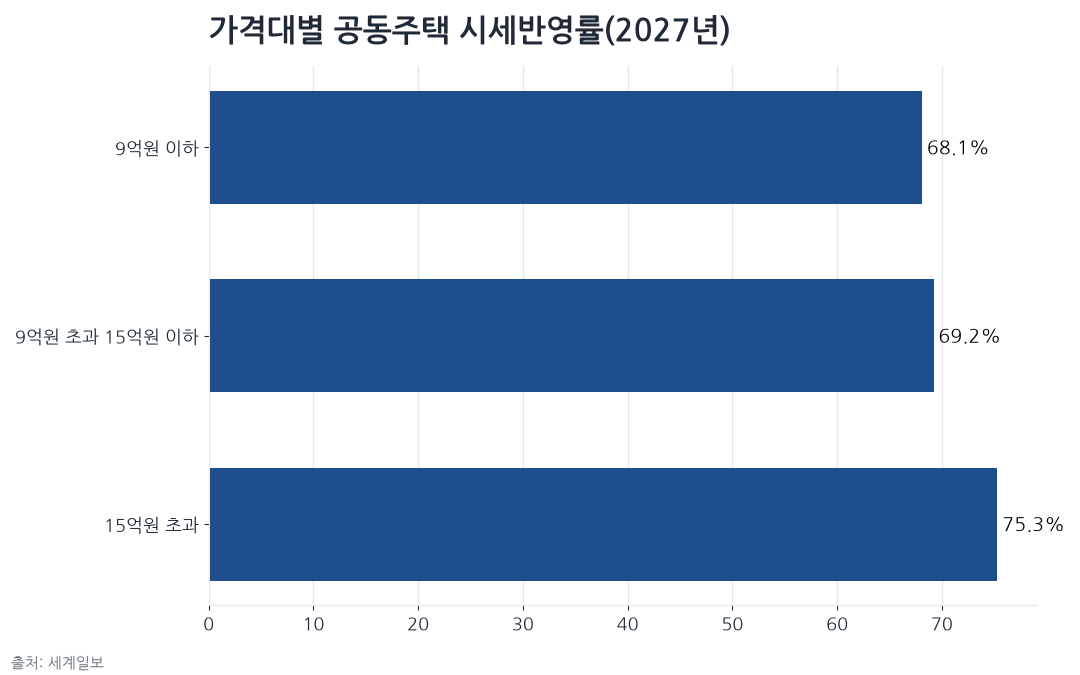 가격대별 공동주택 시세반영률(2027년)
9억원 이하
68.1%
9억원 초과 15억원 이하
69.2%
15억원 초과
75.3%
0 10 20 30 40 50 60 70
출처: 세계일보